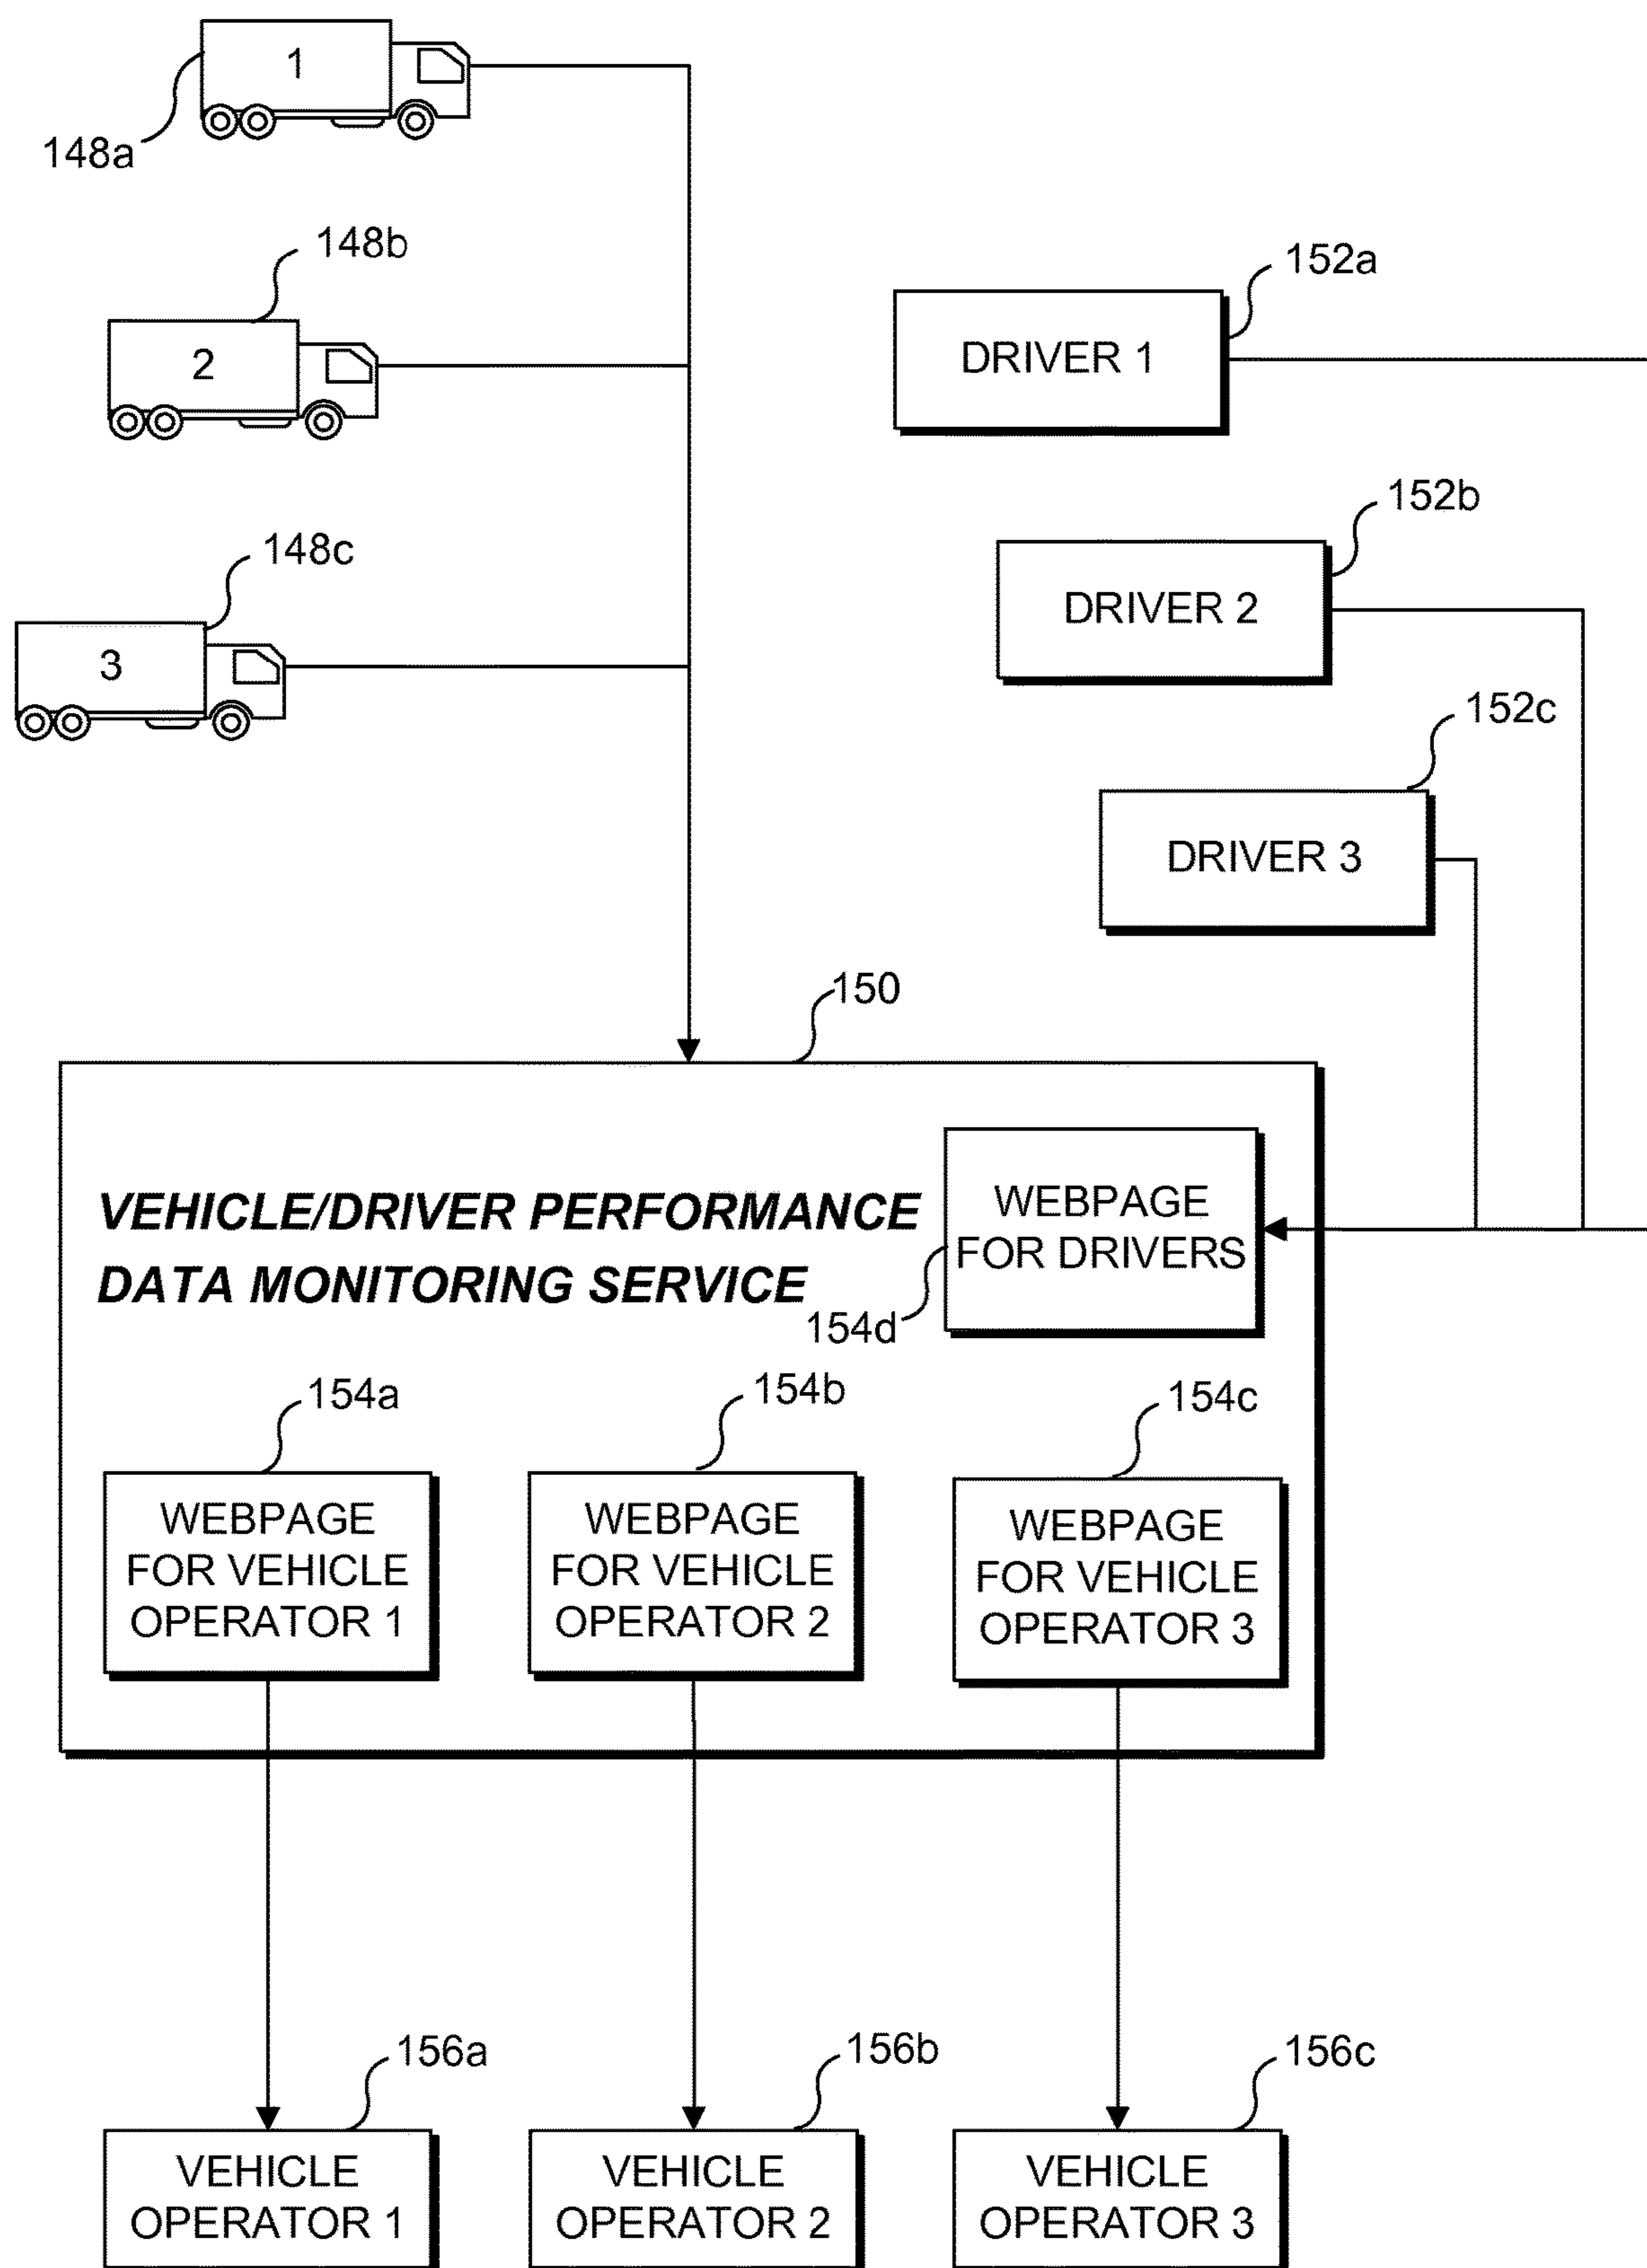 1
148a
148b
2
152a
DRIVER 1
152b
DRIVER 2
148c
3
152c
DRIVER 3
150
VEHICLE/DRIVER PERFORMANCE
DATA MONITORING SERVICE
WEBPAGE
FOR DRIVERS
154d
154a
154b
154c
WEBPAGE
FOR VEHICLE
OPERATOR 1
WEBPAGE
FOR VEHICLE
OPERATOR 2
WEBPAGE
FOR VEHICLE
OPERATOR 3
156a
156b
156c
VEHICLE
OPERATOR 1
VEHICLE
OPERATOR 2
VEHICLE
OPERATOR 3